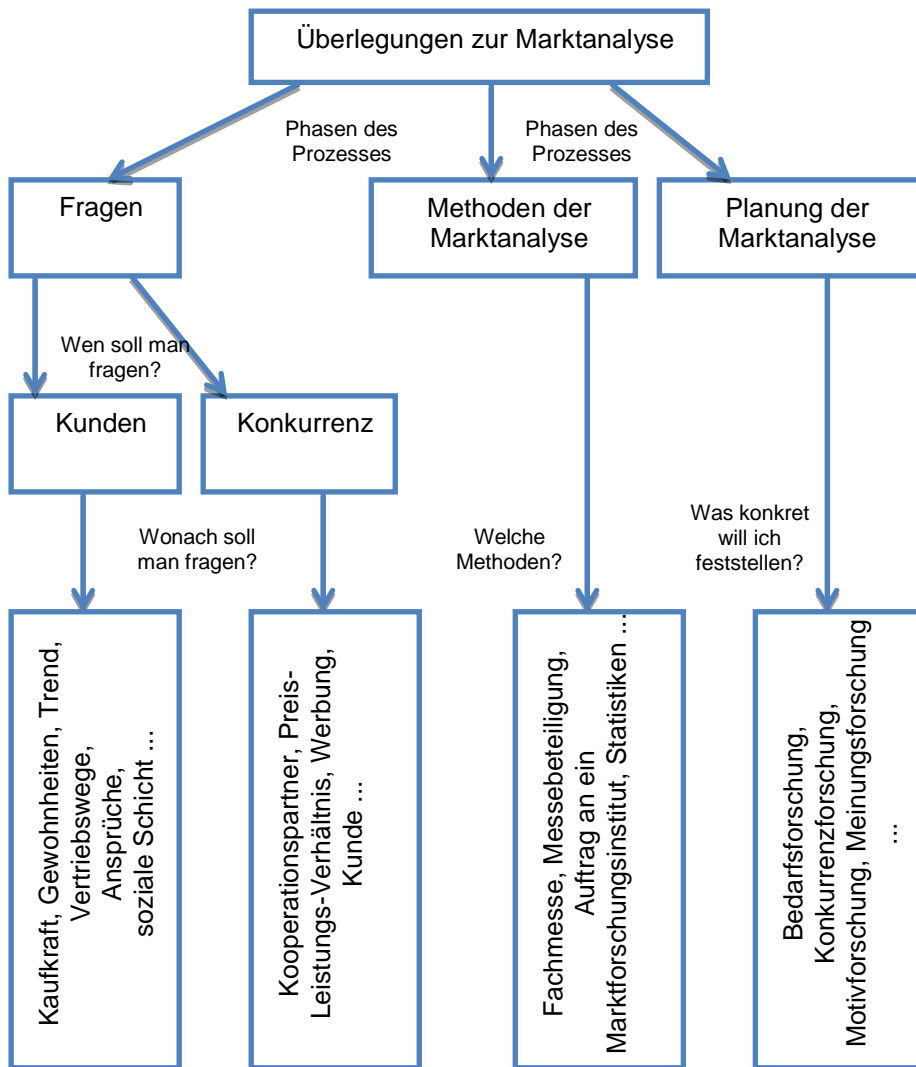 Überlegungen zur Marktanalyse
Phasen des
Prozesses
Phasen des
Prozesses
Fragen
Methoden der
Marktanalyse
Planung der
Marktanalyse
Wen soll man
fragen?
Kunden
Konkurrenz
Wonach soll
man fragen?
Welche
Methoden?
Was konkret
will ich
feststellen?
Kaufkraft, Gewohnheiten, Trend,
Vertriebswege,
Ansprüche,
soziale Schicht ...
Kooperationspartner, Preis-
Leistungs-Verhältnis, Werbung,
Kunde ...
Fachmesse, Messebeteiligung,
Auftrag an ein
Marktforschungsinstitut, Statistiken ...
Bedarfsforschung,
Konkurrenzforschung,
Motivforschung, Meinungsforschung
...